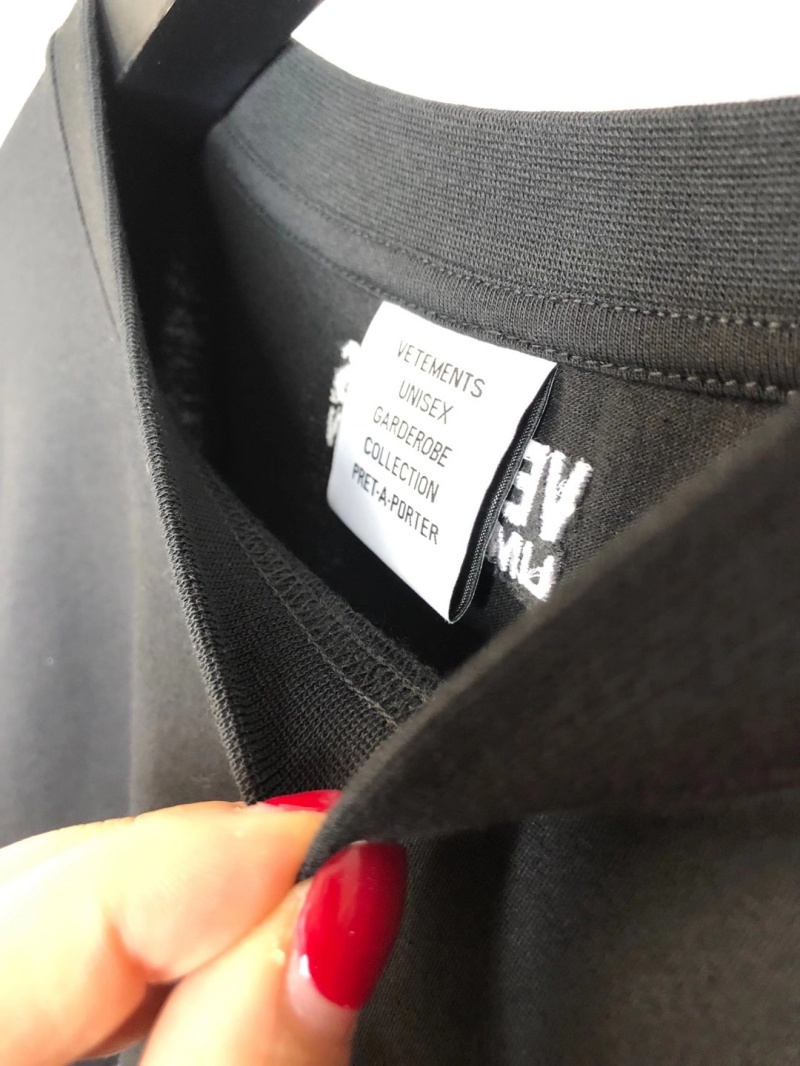 VETEMENTS
UNISEX
GARDEROBE
COLLECTION
PRET-A-PORTER